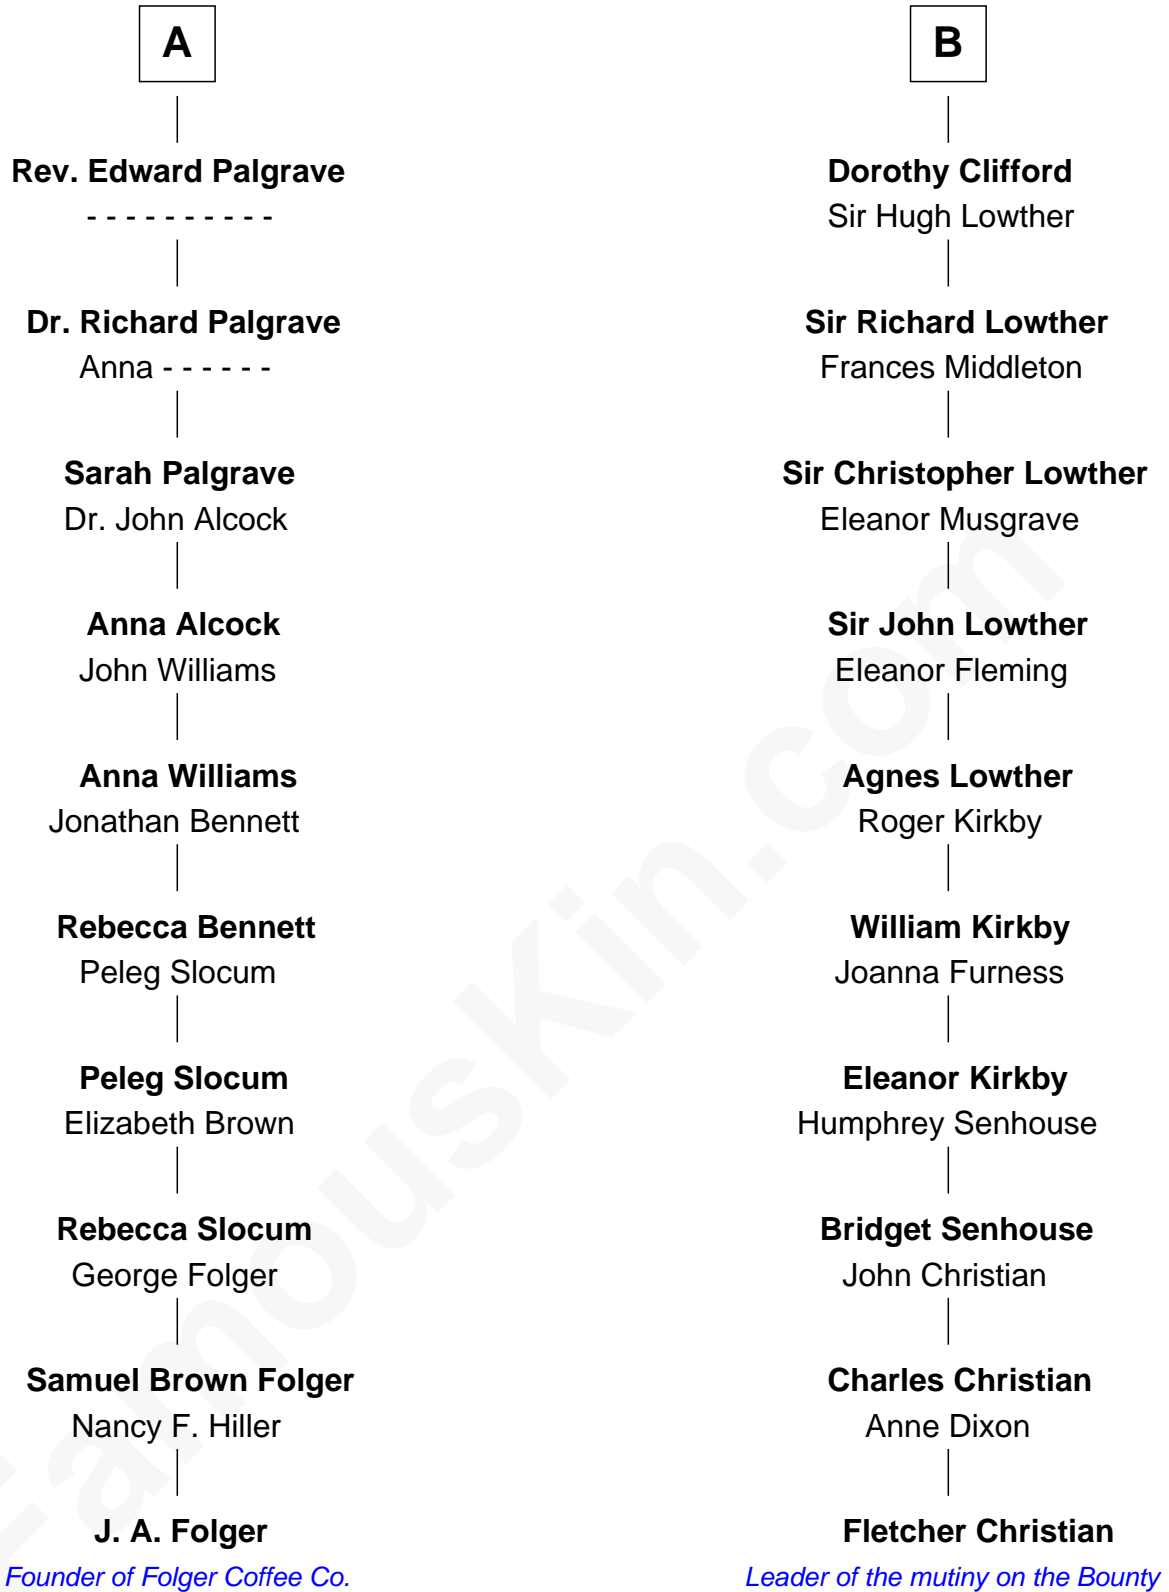 A
Rev. Edward Palgrave
- - - - - - - - - -
Dr. Richard Palgrave
Anna - - - - - -
Sarah Palgrave
Dr. John Alcock
Anna Alcock
John Williams
Anna Williams
Jonathan Bennett
Rebecca Bennett
Peleg Slocum
Peleg Slocum
Elizabeth Brown
Rebecca Slocum
George Folger
Samuel Brown Folger
Nancy F. Hiller
J. A. Folger
Founder of Folger Coffee Co.
B
Dorothy Clifford
Sir Hugh Lowther
Sir Richard Lowther
Frances Middleton
Sir Christopher Lowther
Eleanor Musgrave
Sir John Lowther
Eleanor Fleming
Agnes Lowther
Roger Kirkby
William Kirkby
Joanna Furness
Eleanor Kirkby
Humphrey Senhouse
Bridget Senhouse
John Christian
Charles Christian
Anne Dixon
Fletcher Christian
Leader of the mutiny on the Bounty
FamousKin.com